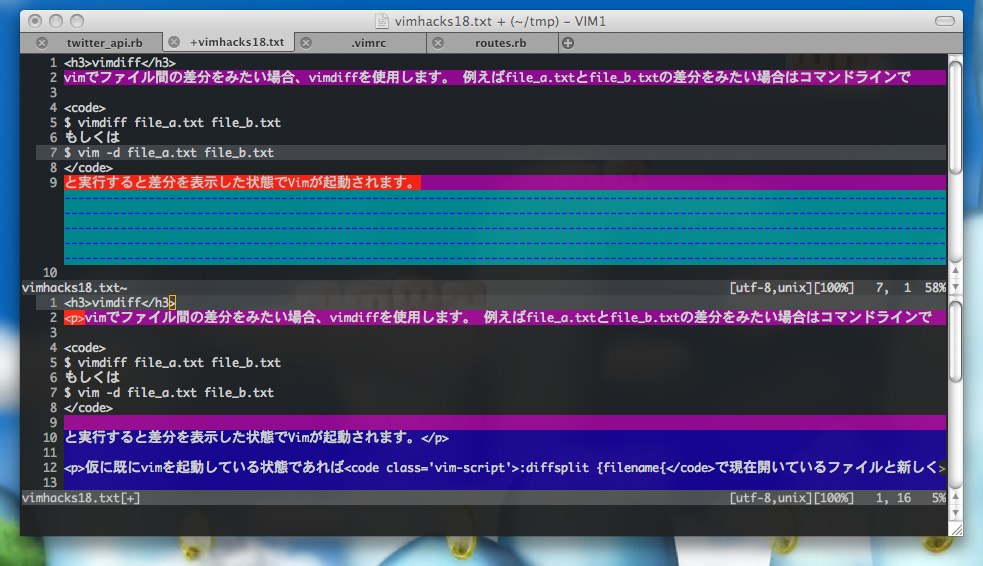 vimhacks18.txt + (~/tmp) – VIM1
twitter_api.rb +vimhacks18.txt .vimrc routes.rb
1 <h3>vimdiff</h3>
2 vimでファイル間の差分をみたい場合、vimdiffを使用します。 例えばfile_a.txtとfile_b.txtの差分をみたい場合はコマンドラインで
3
4 <code>
5 $ vimdiff file_a.txt file_b.txt
6 もしくは
7 $ vim -d file_a.txt file_b.txt
8 </code>
9 と実行すると差分を表示した状態でVimが起動されます。
10
vimhacks18.txt~ [utf-8,unix][100%] 7, 1 58%
1 <h3>vimdiff</h3>
2 <p>vimでファイル間の差分をみたい場合、vimdiffを使用します。 例えばfile_a.txtとfile_b.txtの差分をみたい場合はコマンドラインで
3
4 <code>
5 $ vimdiff file_a.txt file_b.txt
6 もしくは
7 $ vim -d file_a.txt file_b.txt
8 </code>
9
10 と実行すると差分を表示した状態でVimが起動されます。</p>
11
12 <p>仮に既にvimを起動している状態であれば<code class='vim-script'>:diffsplit {filename{</code>で現在開いているファイルと新しく>
13
vimhacks18.txt[+] [utf-8,unix][100%] 1, 16 5%